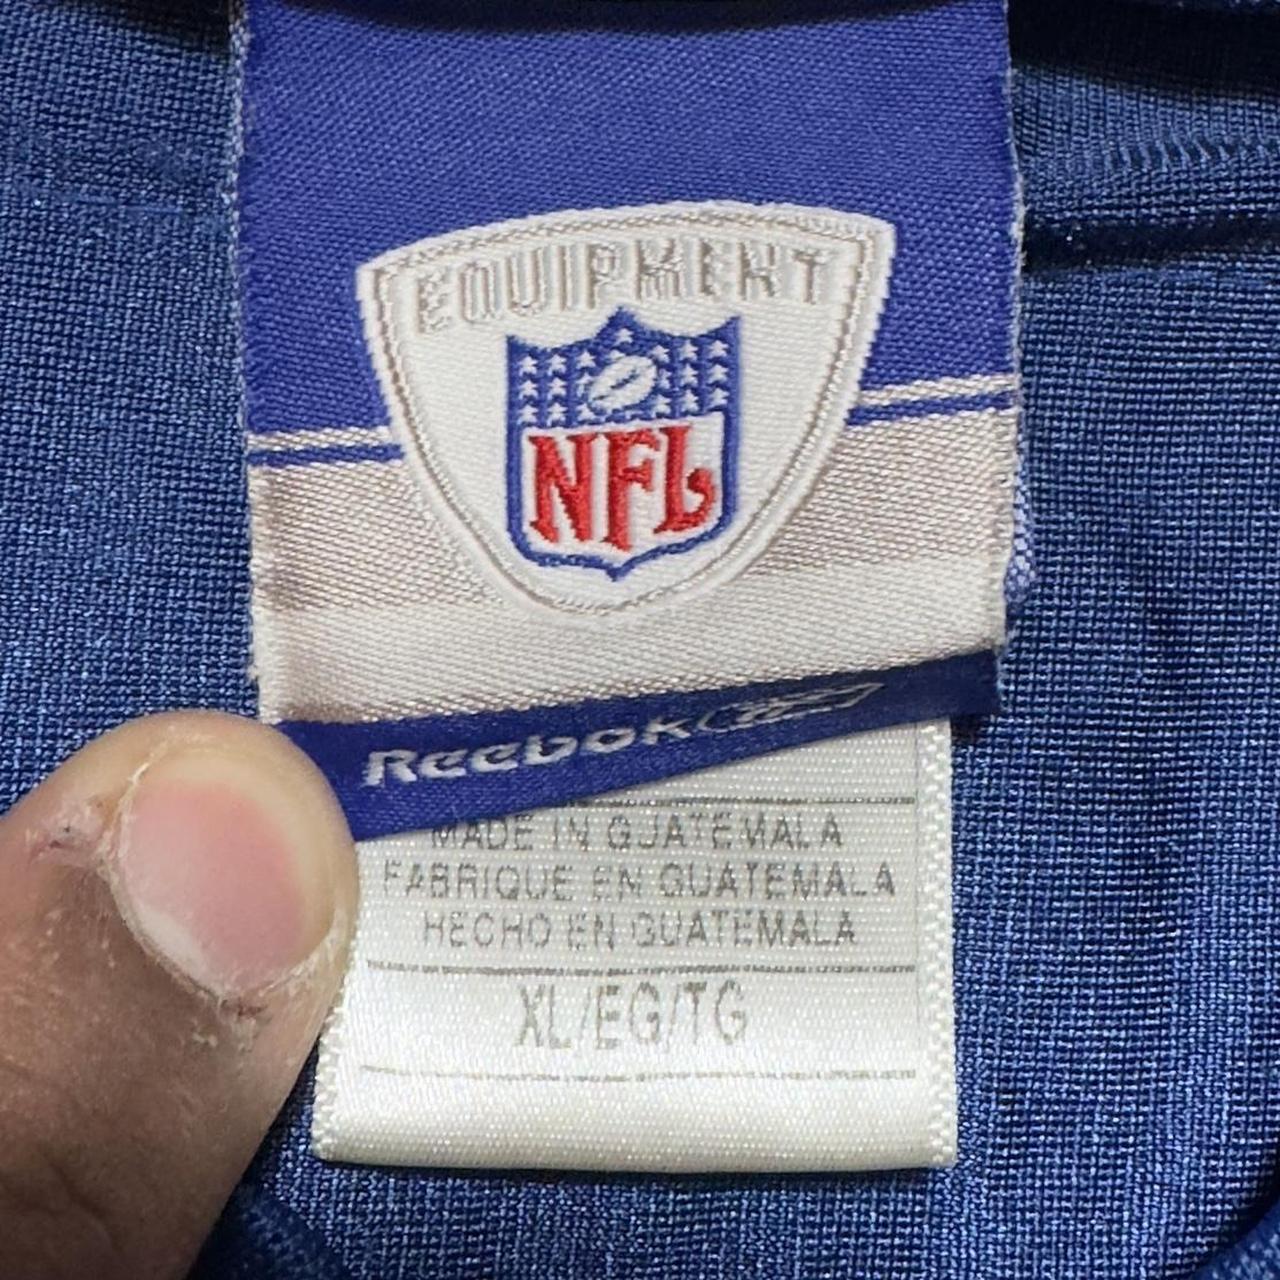 EQUIPMENT
NFL
Reebok
MADE IN GUATEMALA
FABRIQUE EN GUATEMALA
HECHO EN GUATEMALA
XL/EG/TG